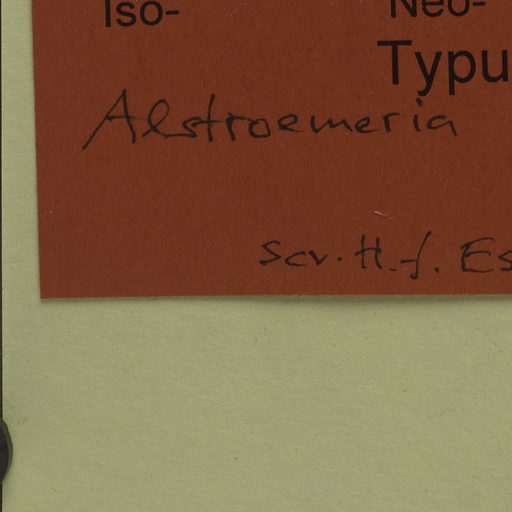 Iso- Neo-
Typu
Alstroemeria
Scr. H.-J. Es